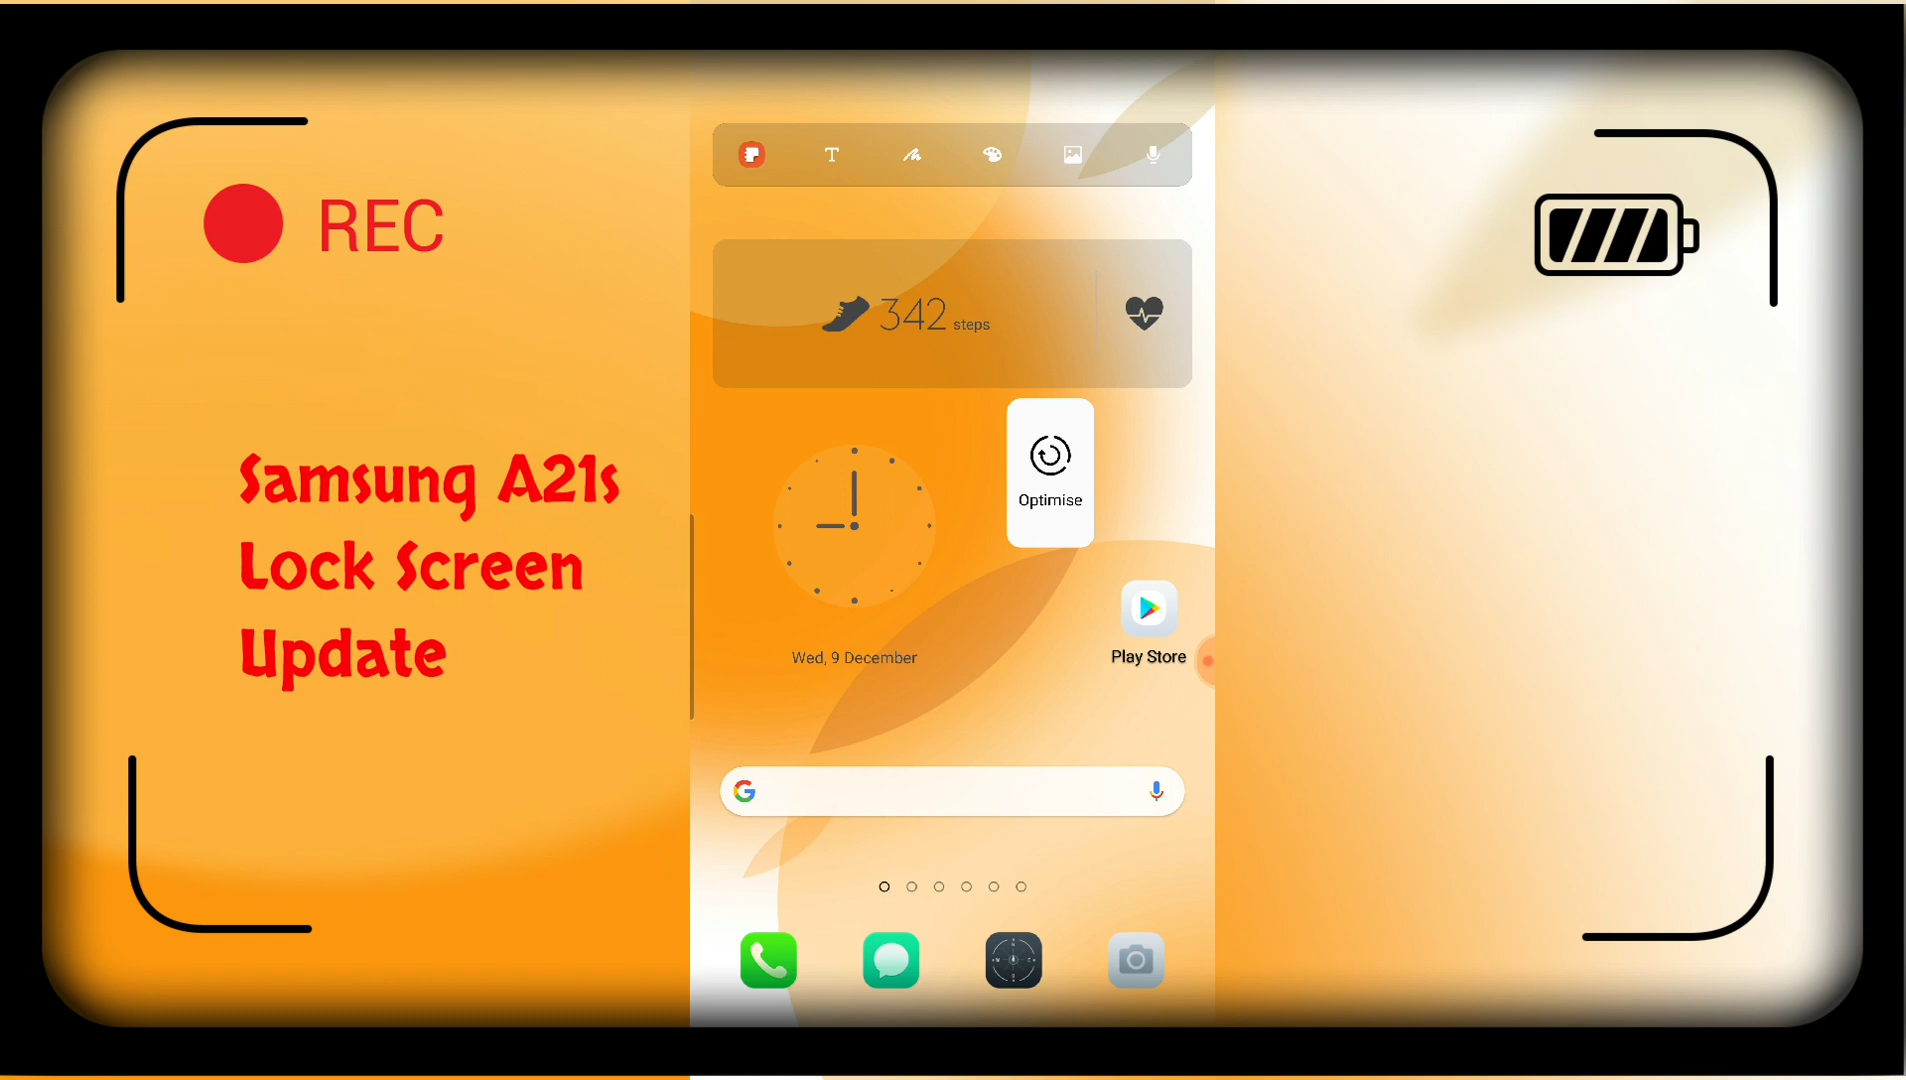 REC
Samsung A21s
Lock Screen
Update
T
342 steps
Optimise
Wed, 9 December
Play Store
G